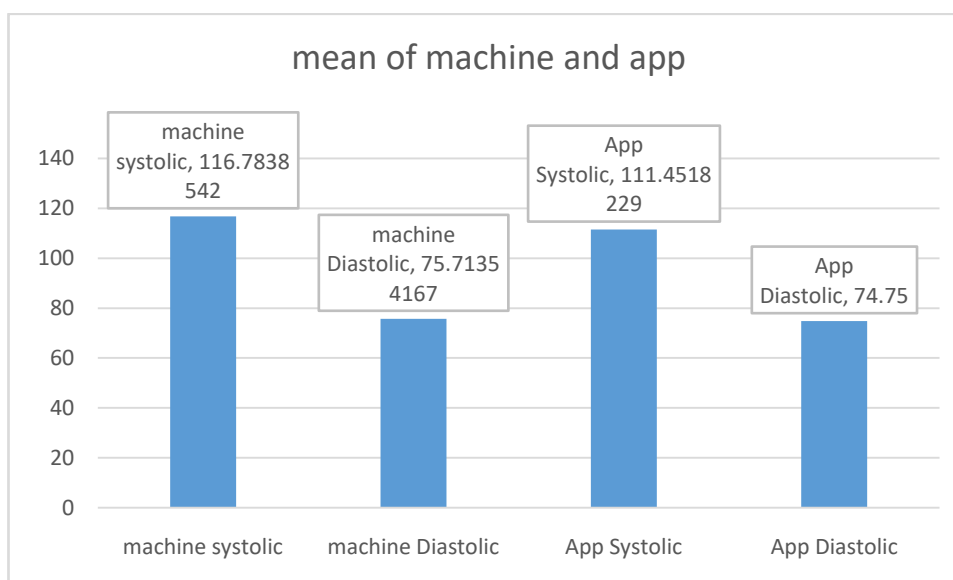 mean of machine and app
machine
systolic, 116.7838
542
App
Systolic, 111.4518
229
machine
Diastolic, 75.7135
4167
App
Diastolic, 74.75
140
120
100
80
60
40
20
0
machine systolic
machine Diastolic
App Systolic
App Diastolic